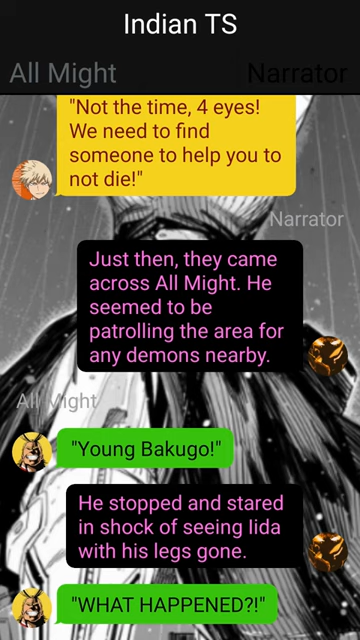 Indian TS
All Might
Narrator
"Not the time, 4 eyes!
We need to find
someone to help you to
not die!"
Narrator
Just then, they came
across All Might. He
seemed to be
patrolling the area for
any demons nearby.
All Might
"Young Bakugo!"
He stopped and stared
in shock of seeing Iida
with his legs gone.
"WHAT HAPPENED?!"